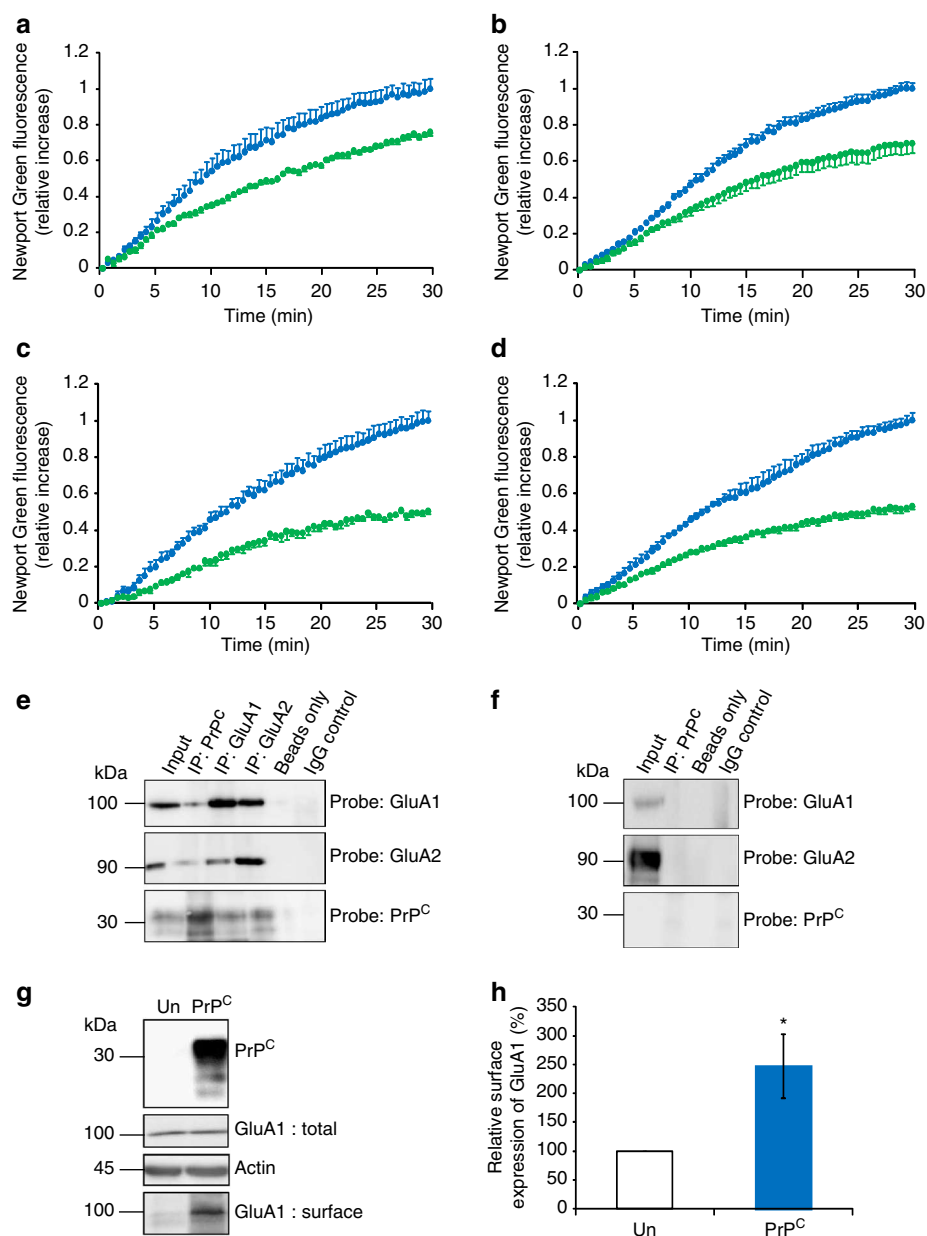 a
Newport Green fluorescence
(relative increase)
1.2
1
0.8
0.6
0.4
0.2
0
0 5 10 15 20 25 30
Time (min)
b
Newport Green fluorescence
(relative increase)
1.2
1
0.8
0.6
0.4
0.2
0
0 5 10 15 20 25 30
Time (min)
c
Newport Green fluorescence
(relative increase)
1.2
1
0.8
0.6
0.4
0.2
0
0 5 10 15 20 25 30
Time (min)
d
Newport Green fluorescence
(relative increase)
1.2
1
0.8
0.6
0.4
0.2
0
0 5 10 15 20 25 30
Time (min)
e
kDa
Input
IP: PrPᶜ
IP: GluA1
IP: GluA2
Beads only
IgG control
100 Probe: GluA1
90 Probe: GluA2
30 Probe: PrPᶜ
f
kDa
Input
IP: PrPᶜ
Beads only
IgG control
100 Probe: GluA1
90 Probe: GluA2
30 Probe: PrPᶜ
g
Un PrPᶜ
kDa
30 PrPᶜ
100 GluA1 : total
45 Actin
100 GluA1 : surface
h
Relative surface
expression of GluA1 (%)
350
300
250
200
150
100
50
0
*
Un PrPᶜ